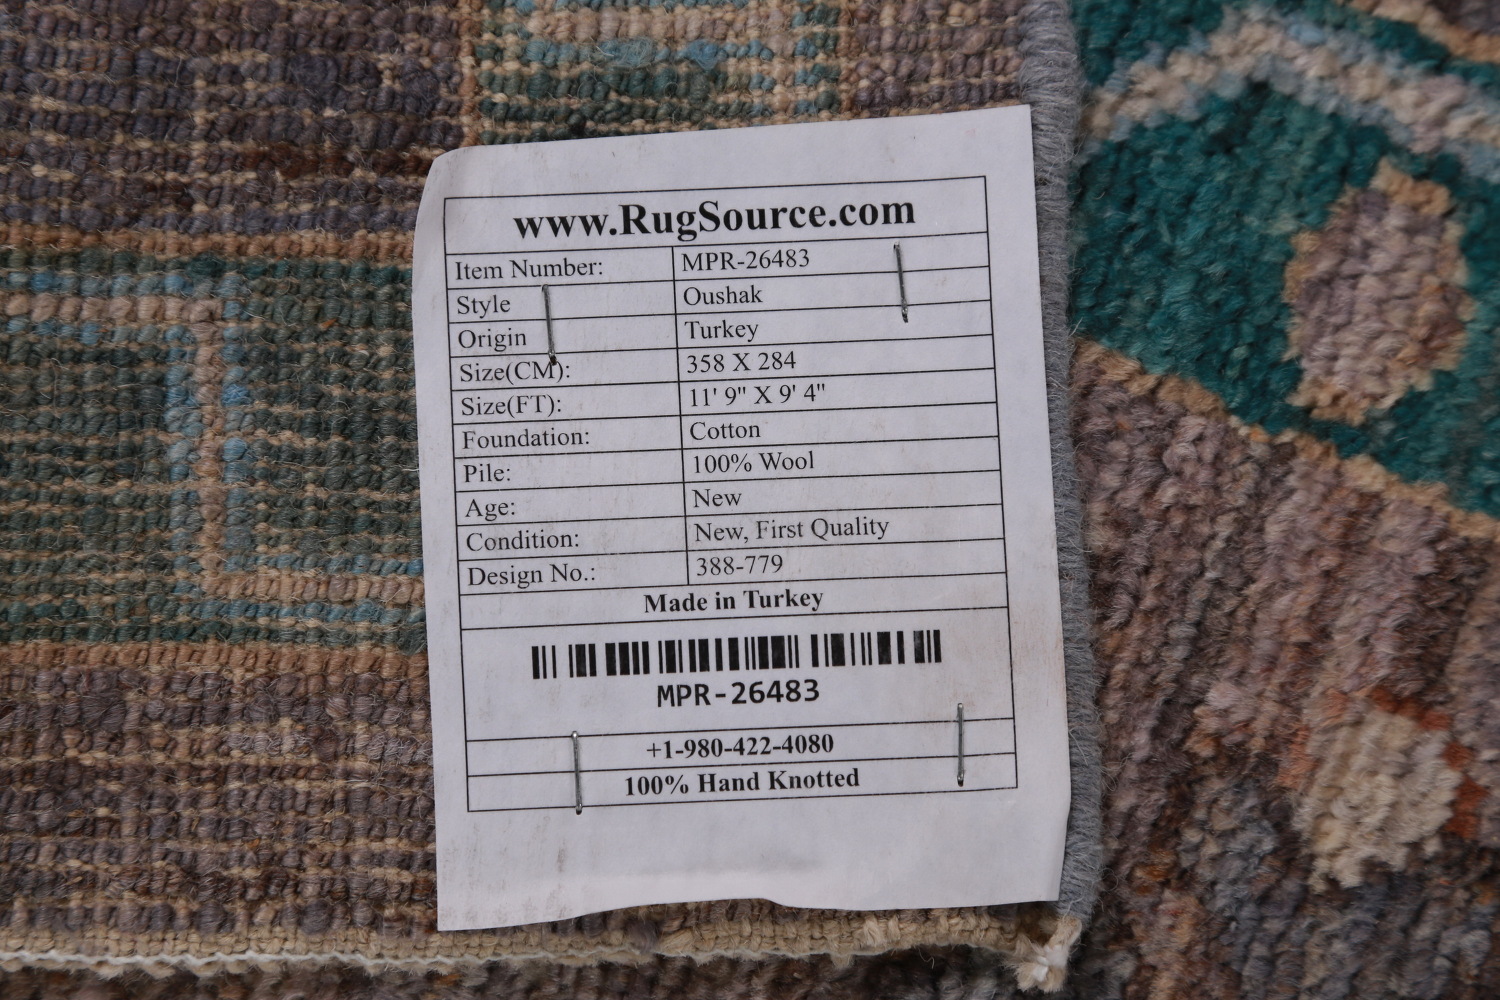 www.RugSource.com
Item Number: MPR-26483
Style Oushak
Origin Turkey
Size(CM): 358 X 284
Size(FT): 11' 9" X 9' 4"
Foundation: Cotton
Pile: 100% Wool
Age: New
Condition: New, First Quality
Design No.: 388-779
Made in Turkey
MPR-26483
+1-980-422-4080
100% Hand Knotted